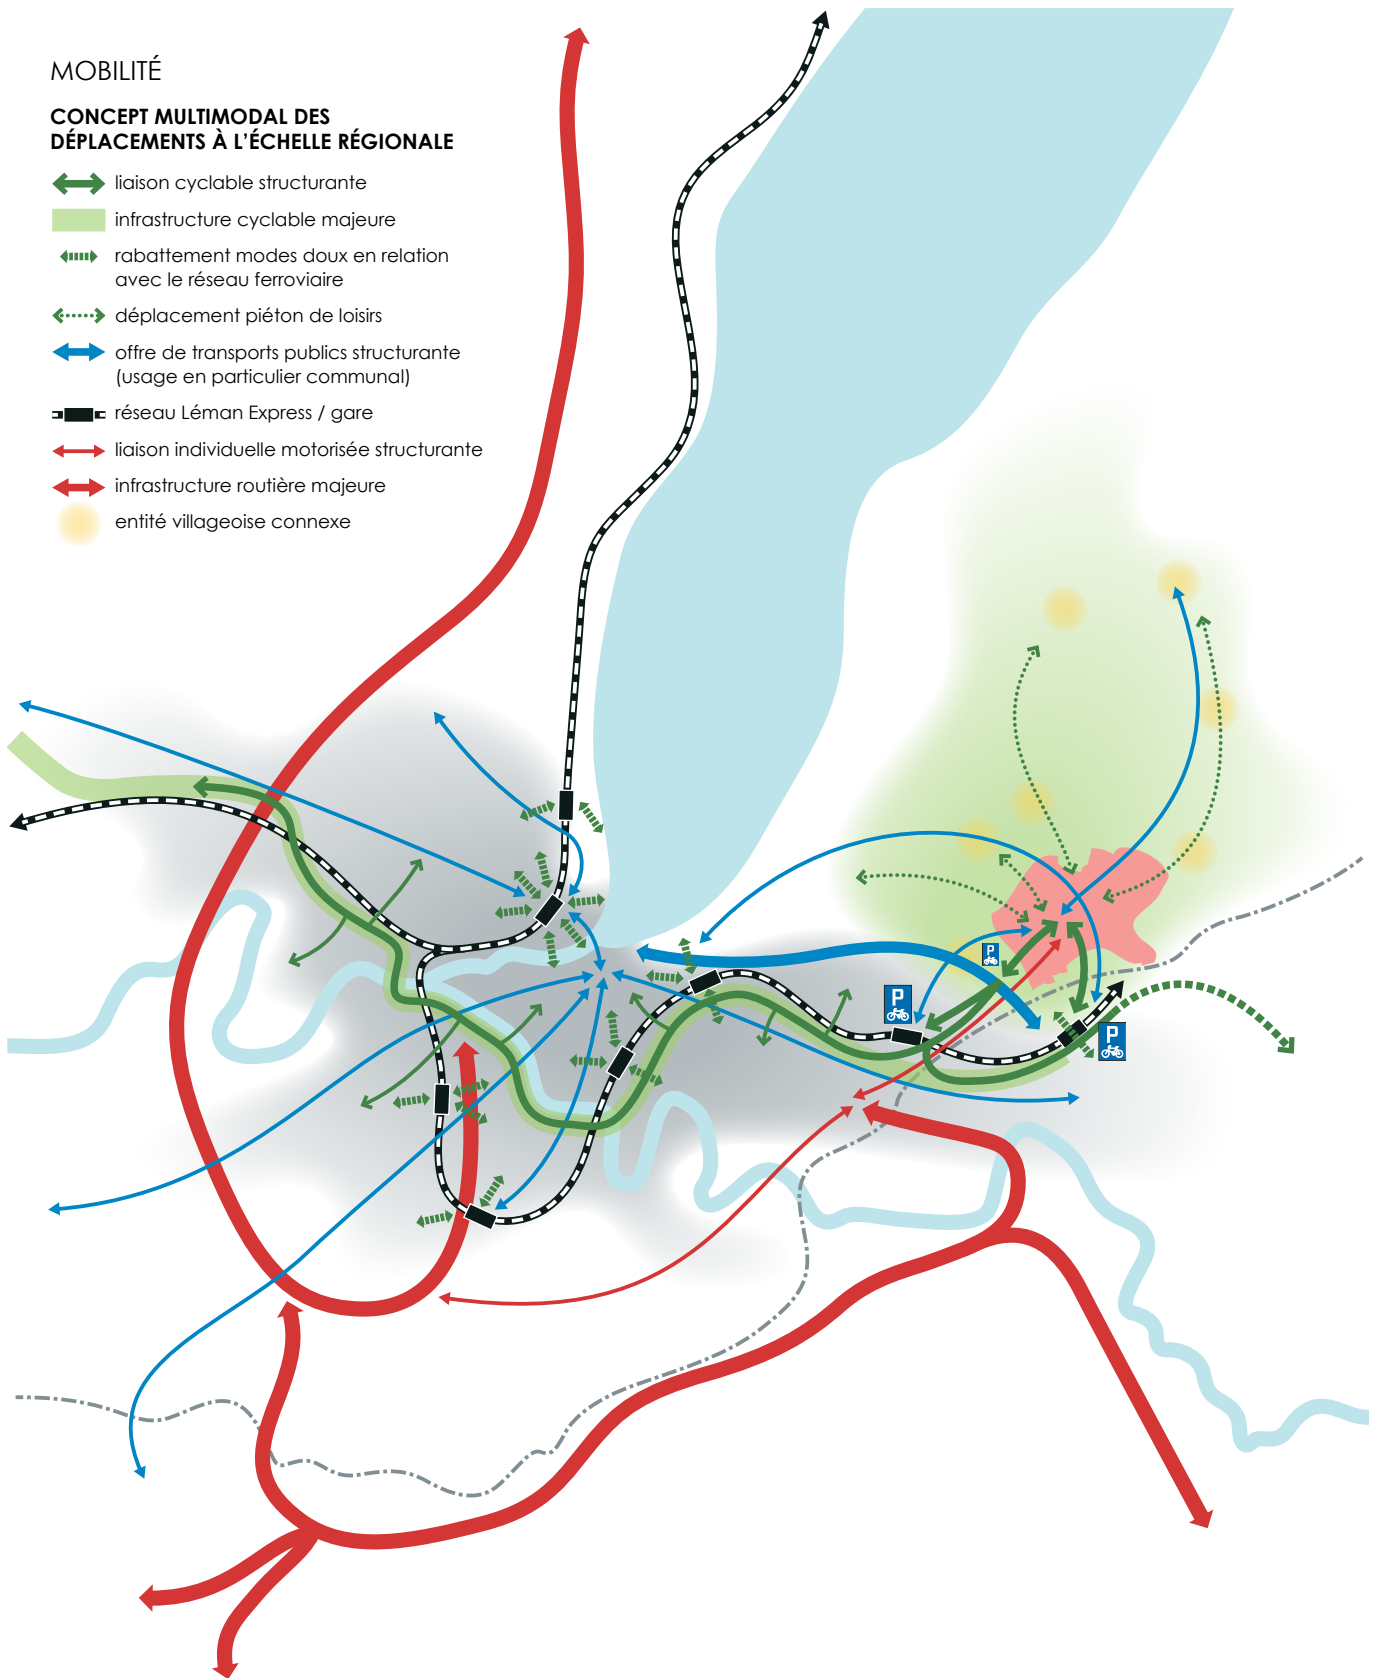 MOBILITÉ
CONCEPT MULTIMODAL DES
DÉPLACEMENTS À L'ÉCHELLE RÉGIONALE
liaison cyclable structurante
infrastructure cyclable majeure
rabattement modes doux en relation
avec le réseau ferroviaire
déplacement piéton de loisirs
offre de transports publics structurante
(usage en particulier communal)
réseau Léman Express / gare
liaison individuelle motorisée structurante
infrastructure routière majeure
entité villageoise connexe
P
P
P